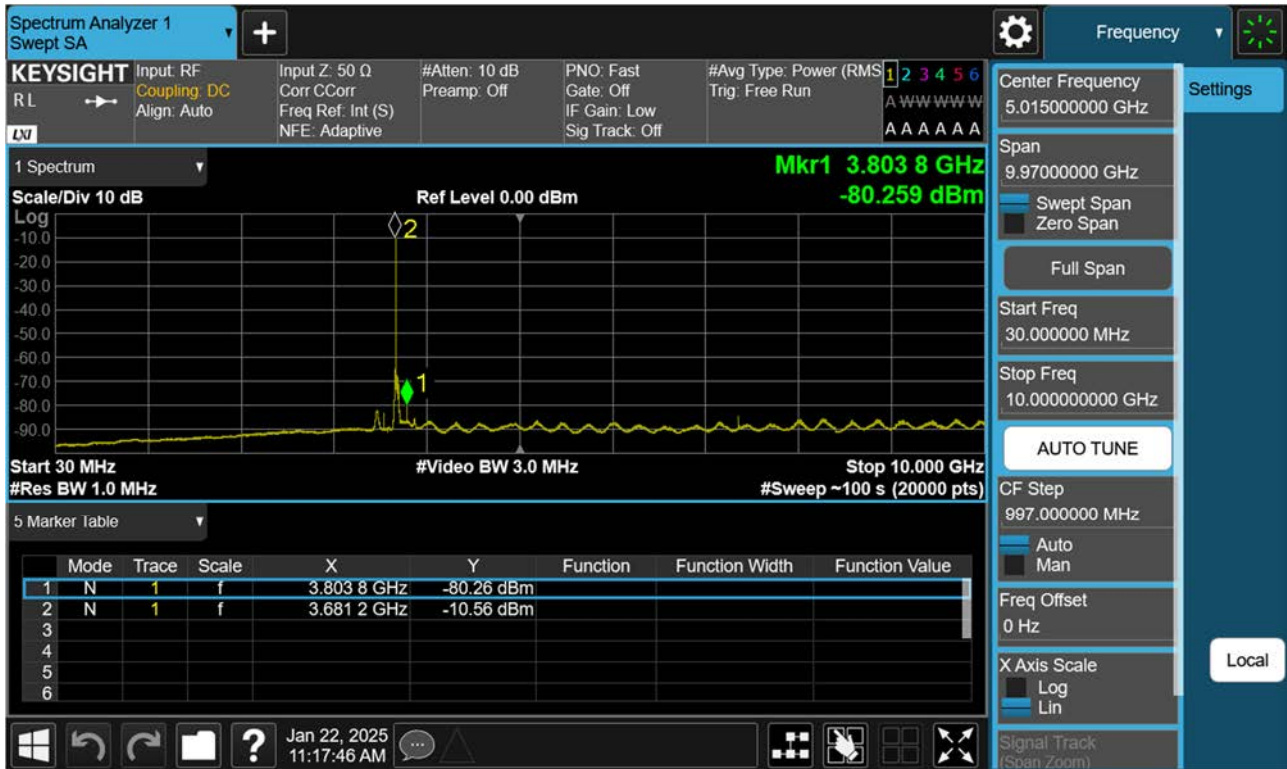 Spectrum Analyzer 1
Swept SA
+
Frequency
KEYSIGHT
R L
LXI
Input: RF
Coupling: DC
Align: Auto
Input Z: 50 Ω
Corr CCorr
Freq Ref: Int (S)
NFE: Adaptive
#Atten: 10 dB
Preamp: Off
PNO: Fast
Gate: Off
IF Gain: Low
Sig Track: Off
#Avg Type: Power (RMS
Trig: Free Run
1 2 3 4 5 6
A W W W W W
A A A A A A
1 Spectrum
Scale/Div 10 dB
Ref Level 0.00 dBm
Mkr1 3.803 8 GHz
-80.259 dBm
Log
-10.0
-20.0
-30.0
-40.0
-50.0
-60.0
-70.0
-80.0
-90.0
2
1
Start 30 MHz
#Video BW 3.0 MHz
Stop 10.000 GHz
#Res BW 1.0 MHz
#Sweep ~100 s (20000 pts)
5 Marker Table
Mode Trace Scale X Y Function Function Width Function Value
1 N 1 f 3.803 8 GHz -80.26 dBm
2 N 1 f 3.681 2 GHz -10.56 dBm
3
4
5
6
Jan 22, 2025
11:17:46 AM
?
Center Frequency
5.015000000 GHz
Span
9.97000000 GHz
Swept Span
Zero Span
Full Span
Start Freq
30.000000 MHz
Stop Freq
10.000000000 GHz
AUTO TUNE
CF Step
997.000000 MHz
Auto
Man
Freq Offset
0 Hz
X Axis Scale
Log
Lin
Signal Track
(Span Zoom)
Settings
Local